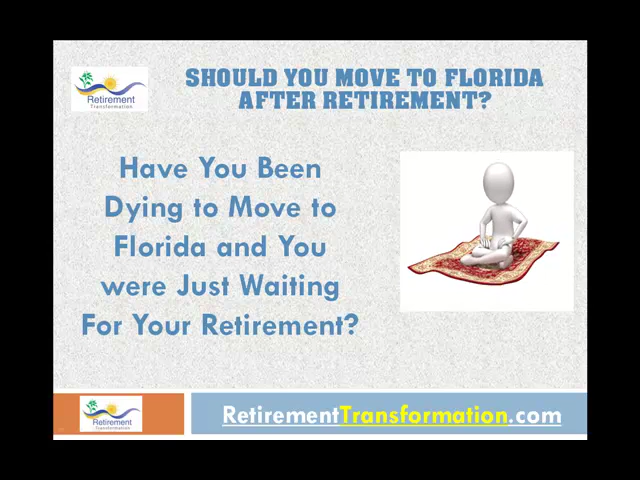 Retirement
Transformation
SHOULD YOU MOVE TO FLORIDA
AFTER RETIREMENT?
Have You Been
Dying to Move to
Florida and You
were Just Waiting
For Your Retirement?
Retirement
Transformation
RetirementTransformation.com